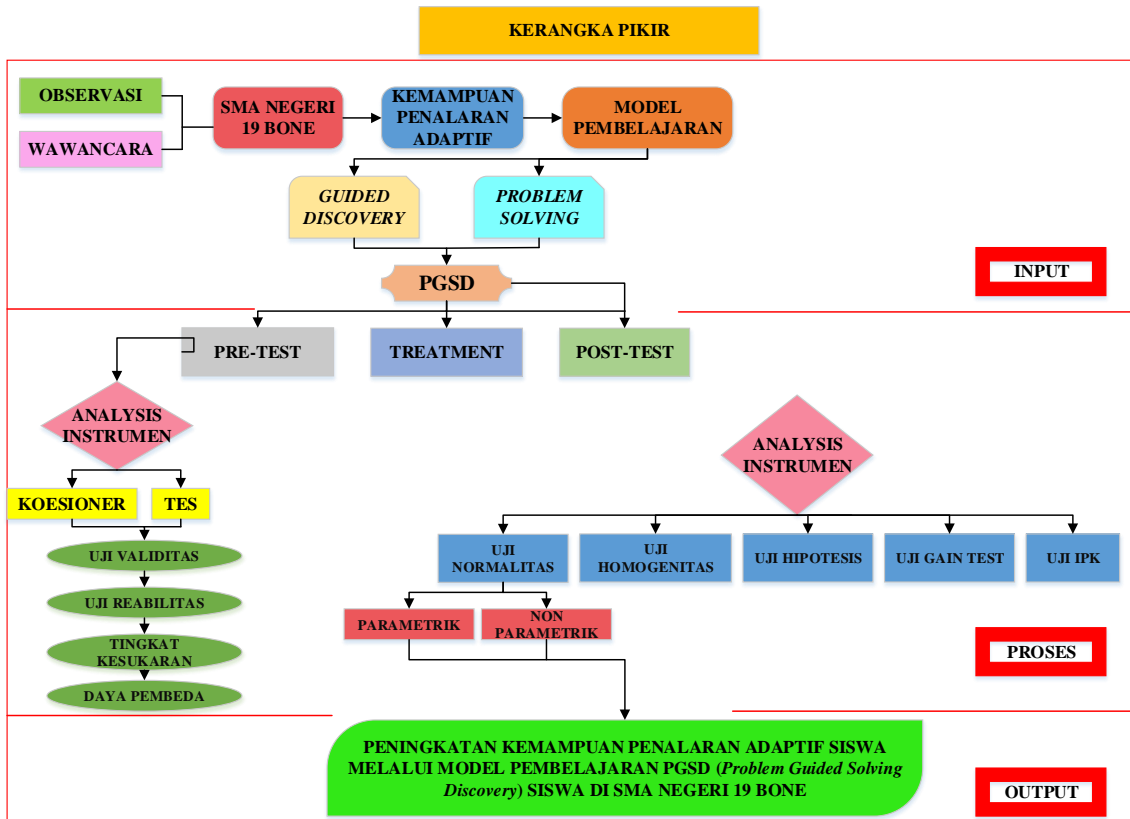 KERANGKA PIKIR
OBSERVASI
WAWANCARA
SMA NEGERI
19 BONE
KEMAMPUAN
PENALARAN
ADAPTIF
MODEL
PEMBELAJARAN
GUIDED
DISCOVERY
PROBLEM
SOLVING
PGSD
INPUT
PRE-TEST
TREATMENT
POST-TEST
ANALYSIS
INSTRUMEN
KOESIONER
TES
UJI VALIDITAS
UJI REABILITAS
TINGKAT
KESUKARAN
DAYA PEMBEDA
ANALYSIS
INSTRUMEN
UJI
NORMALITAS
UJI
HOMOGENITAS
UJI HIPOTESIS
UJI GAIN TEST
UJI IPK
PARAMETRIK
NON
PARAMETRIK
PROSES
PENINGKATAN KEMAMPUAN PENALARAN ADAPTIF SISWA
MELALUI MODEL PEMBELAJARAN PGSD (Problem Guided Solving
Discovery) SISWA DI SMA NEGERI 19 BONE
OUTPUT